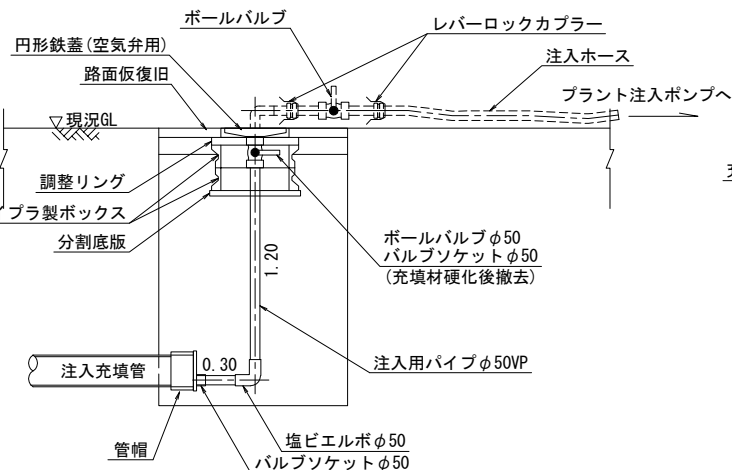 ボールバルブ
レバーロックカプラー
円形鉄蓋(空気弁用)
注入ホース
路面仮復旧
プラント注入ポンプへ
▽現況GL
調整リング
プラ製ボックス
分割底版
ボールバルブφ50
バルブソケットφ50
(充填材硬化後撤去)
1.20
注入充填管
0.30
注入用パイプφ50VP
管帽
塩ビエルボφ50
バルブソケットφ50